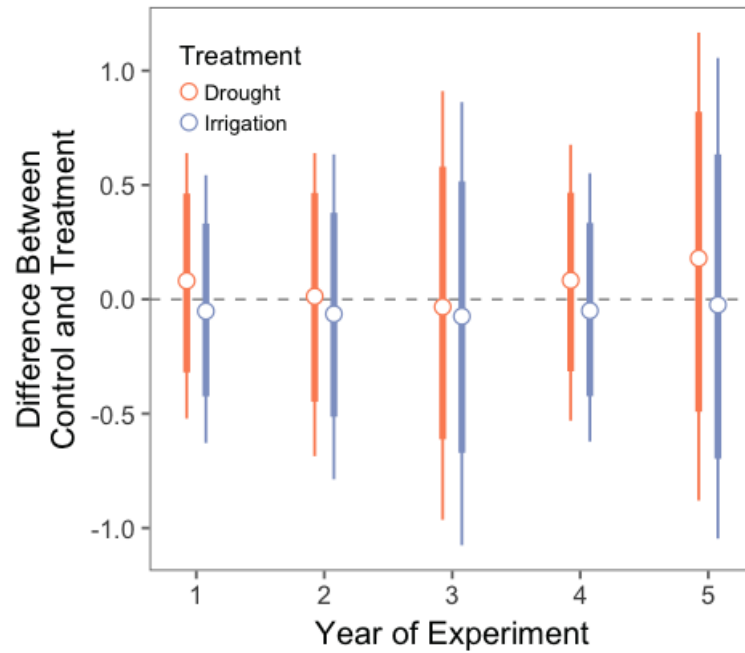 Treatment
Drought
Irrigation
1.0
0.5
0.0
-0.5
-1.0
Difference Between
Control and Treatment
1 2 3 4 5
Year of Experiment